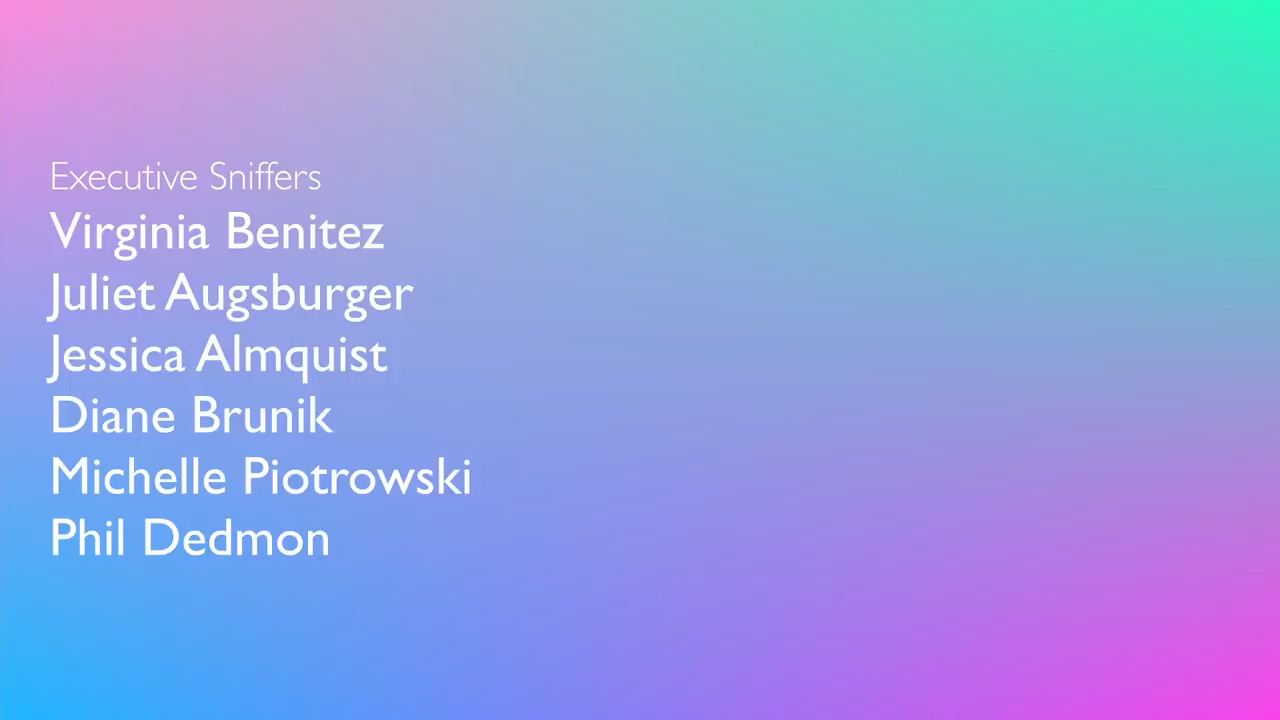 Executive Sniffers
Virginia Benitez
Juliet Augsburger
Jessica Almquist
Diane Brunik
Michelle Piotrowski
Phil Dedmon